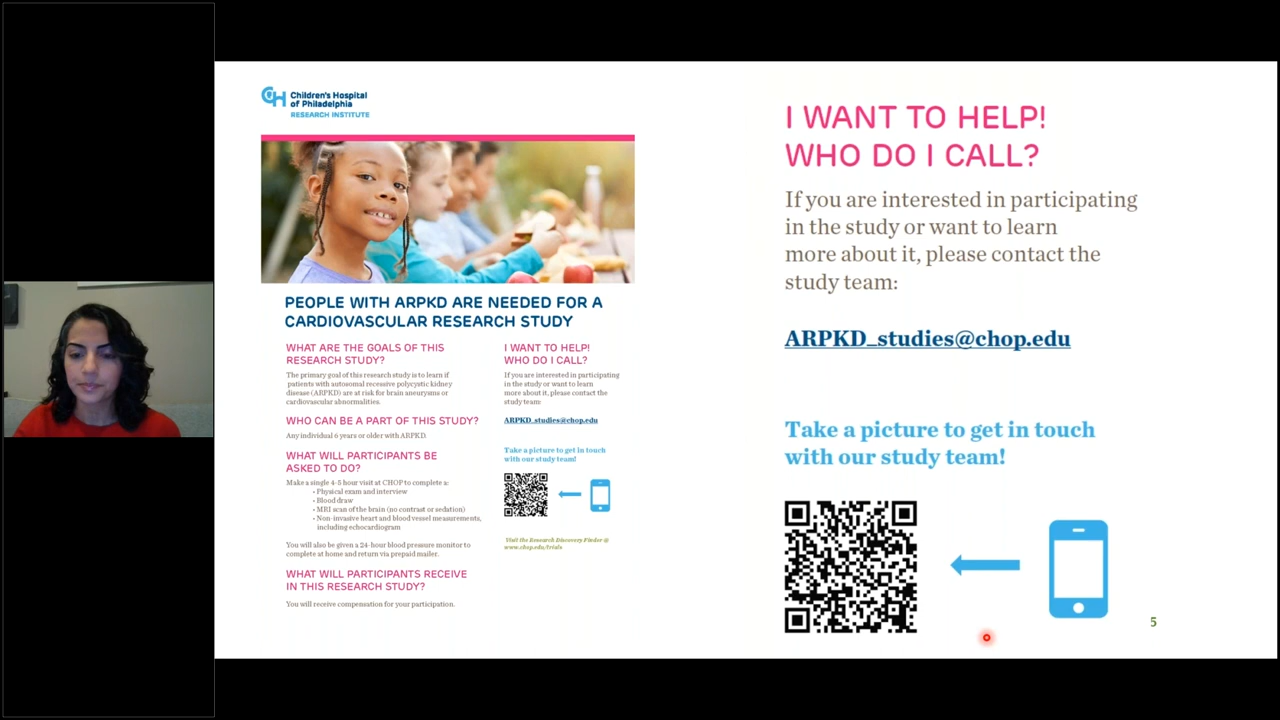 Children's Hospital
of Philadelphia
RESEARCH INSTITUTE
PEOPLE WITH ARPKD ARE NEEDED FOR A
CARDIOVASCULAR RESEARCH STUDY
WHAT ARE THE GOALS OF THIS
RESEARCH STUDY?
The primary goal of this research study is to learn if
patients with autosomal recessive polycystic kidney
disease (ARPKD) are at risk for brain aneurysms or
cardiovascular abnormalities.
WHO CAN BE A PART OF THIS STUDY?
Any individual 6 years or older with ARPKD.
WHAT WILL PARTICIPANTS BE
ASKED TO DO?
Make a single 4-5 hour visit at CHOP to complete a:
• Physical exam and interview
• Blood draw
• MRI scan of the brain (no contrast or sedation)
• Non-invasive heart and blood vessel measurements,
including echocardiogram
You will also be given a 24-hour blood pressure monitor to
complete at home and return via prepaid mailer.
WHAT WILL PARTICIPANTS RECEIVE
IN THIS RESEARCH STUDY?
You will receive compensation for your participation.
I WANT TO HELP!
WHO DO I CALL?
If you are interested in participating
in the study or want to learn
more about it, please contact the
study team:
ARPKD_studies@chop.edu
Take a picture to get in touch
with our study team!
Visit the Research Discovery Finder @
www.chop.edu/trials
I WANT TO HELP!
WHO DO I CALL?
If you are interested in participating
in the study or want to learn
more about it, please contact the
study team:
ARPKD_studies@chop.edu
Take a picture to get in touch
with our study team!
5